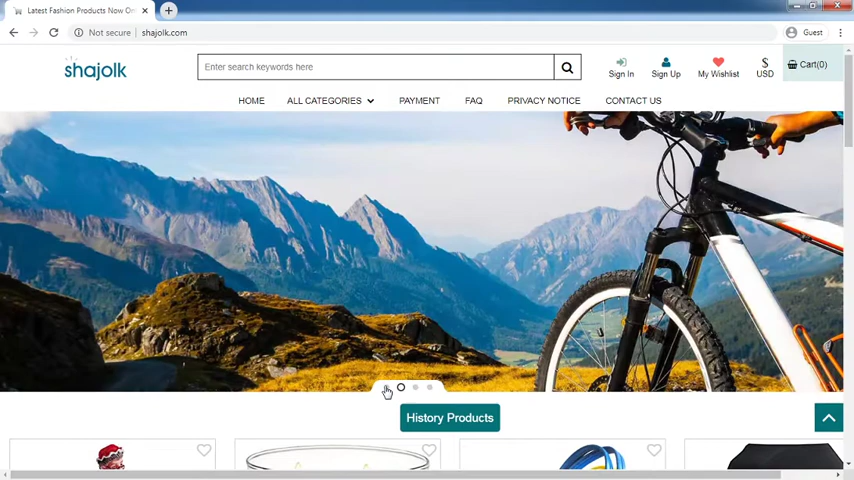 Latest Fashion Products Now On
Not secure
shajolk.com
Guest
shajolk
Enter search keywords here
Sign In
Sign Up
My Wishlist
$
USD
Cart(0)
HOME
ALL CATEGORIES
PAYMENT
FAQ
PRIVACY NOTICE
CONTACT US
History Products